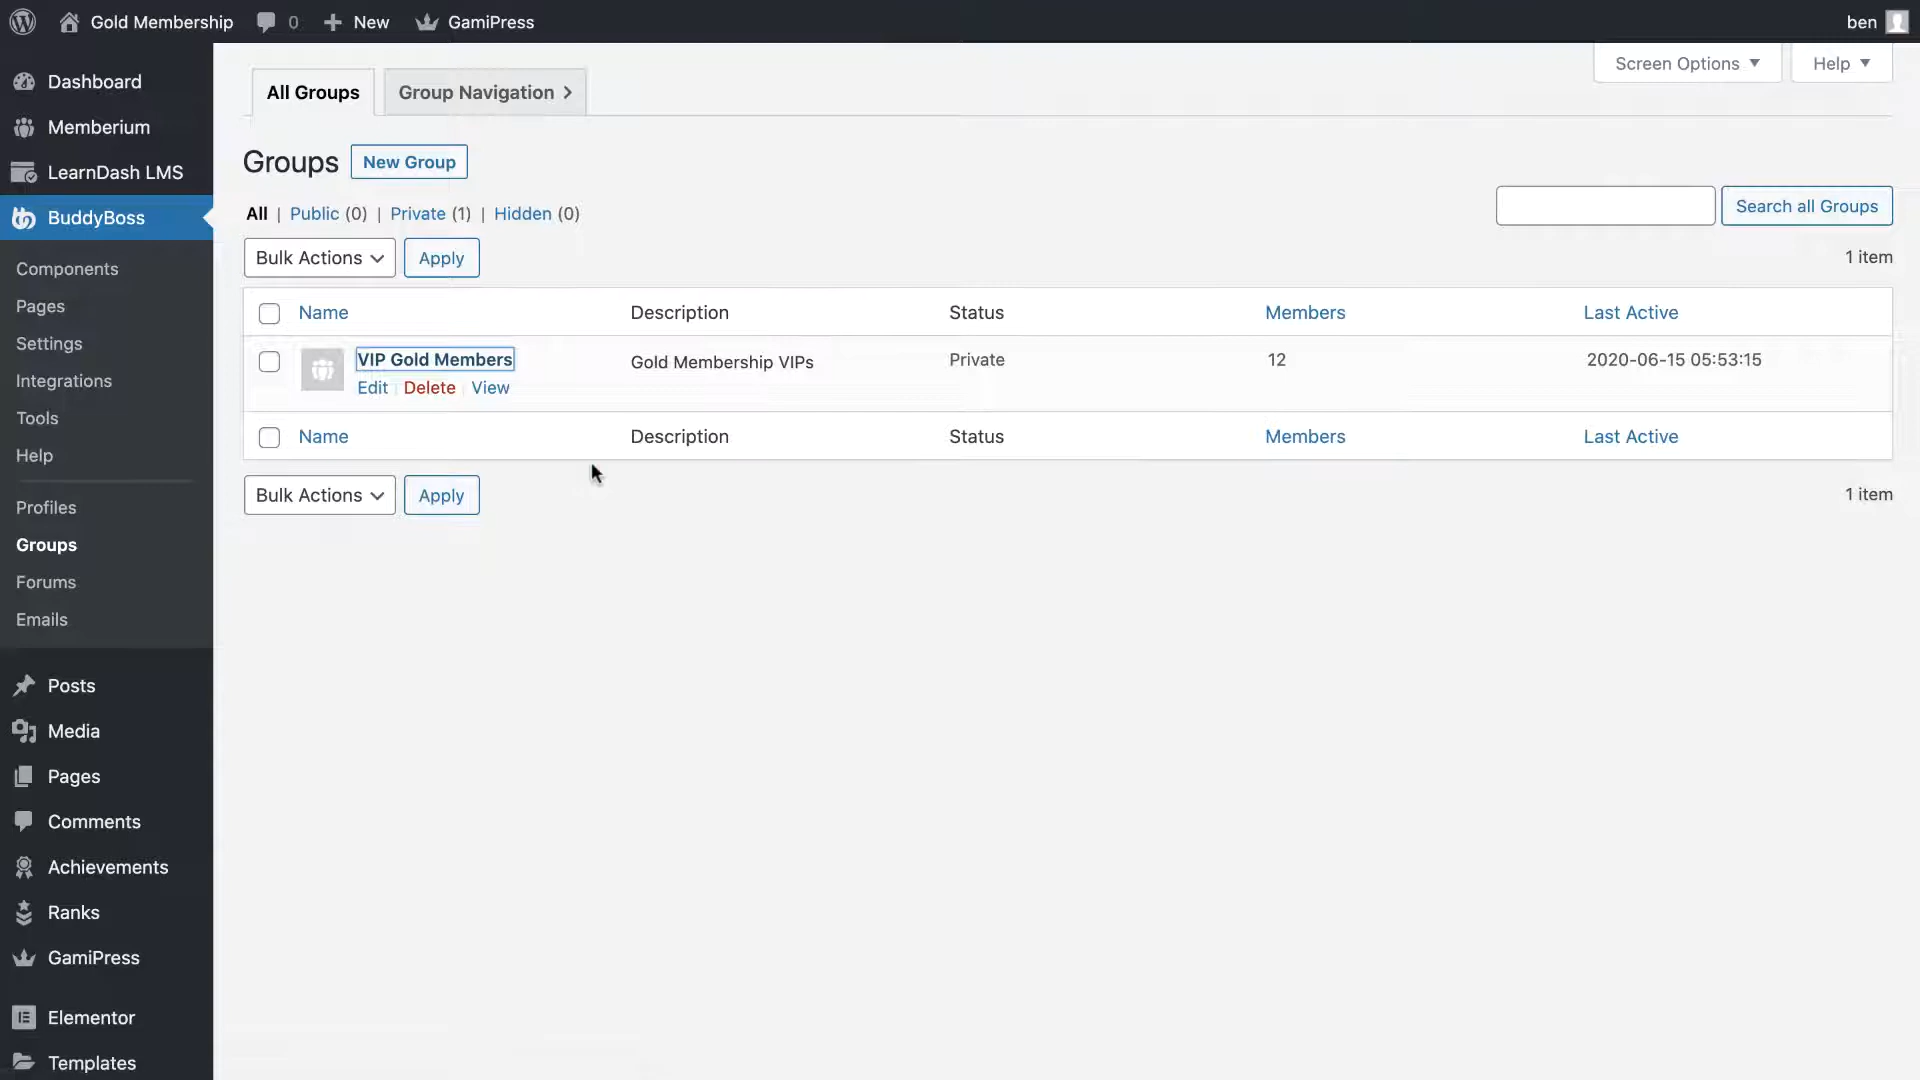 Gold Membership 0 New GamiPress ben
Screen Options Help
Dashboard
Memberium
LearnDash LMS
BuddyBoss
Components
Pages
Settings
Integrations
Tools
Help
Profiles
Groups
Forums
Emails
Posts
Media
Pages
Comments
Achievements
Ranks
GamiPress
Elementor
Templates
All Groups Group Navigation
Groups New Group
All | Public (0) | Private (1) | Hidden (0)
Search all Groups
Bulk Actions Apply 1 item
Name Description Status Members Last Active
VIP Gold Members Gold Membership VIPs Private 12 2020-06-15 05:53:15
Edit | Delete | View
Name Description Status Members Last Active
Bulk Actions Apply 1 item